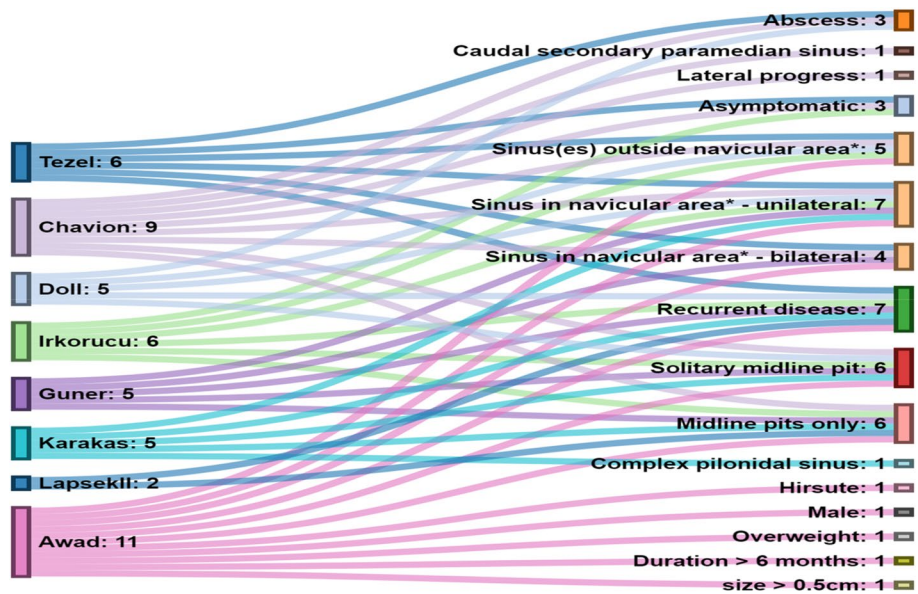 Tezel: 6
Chavion: 9
Doll: 5
Irkorucu: 6
Guner: 5
Karakas: 5
LapsekII: 2
Awad: 11
Abscess: 3
Caudal secondary paramedian sinus: 1
Lateral progress: 1
Asymptomatic: 3
Sinus(es) outside navicular area*: 5
Sinus in navicular area* - unilateral: 7
Sinus in navicular area* - bilateral: 4
Recurrent disease: 7
Solitary midline pit: 6
Midline pits only: 6
Complex pilonidal sinus: 1
Hirsute: 1
Male: 1
Overweight: 1
Duration > 6 months: 1
size > 0.5cm: 1